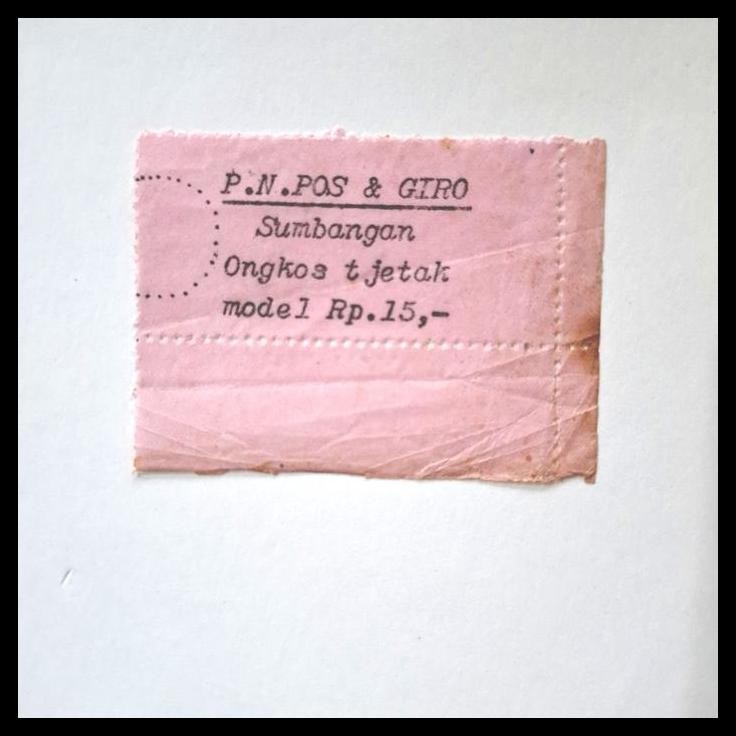 P.N.POS & GIRO
Sumbangan
Ongkos tjetak
model Rp.15,-